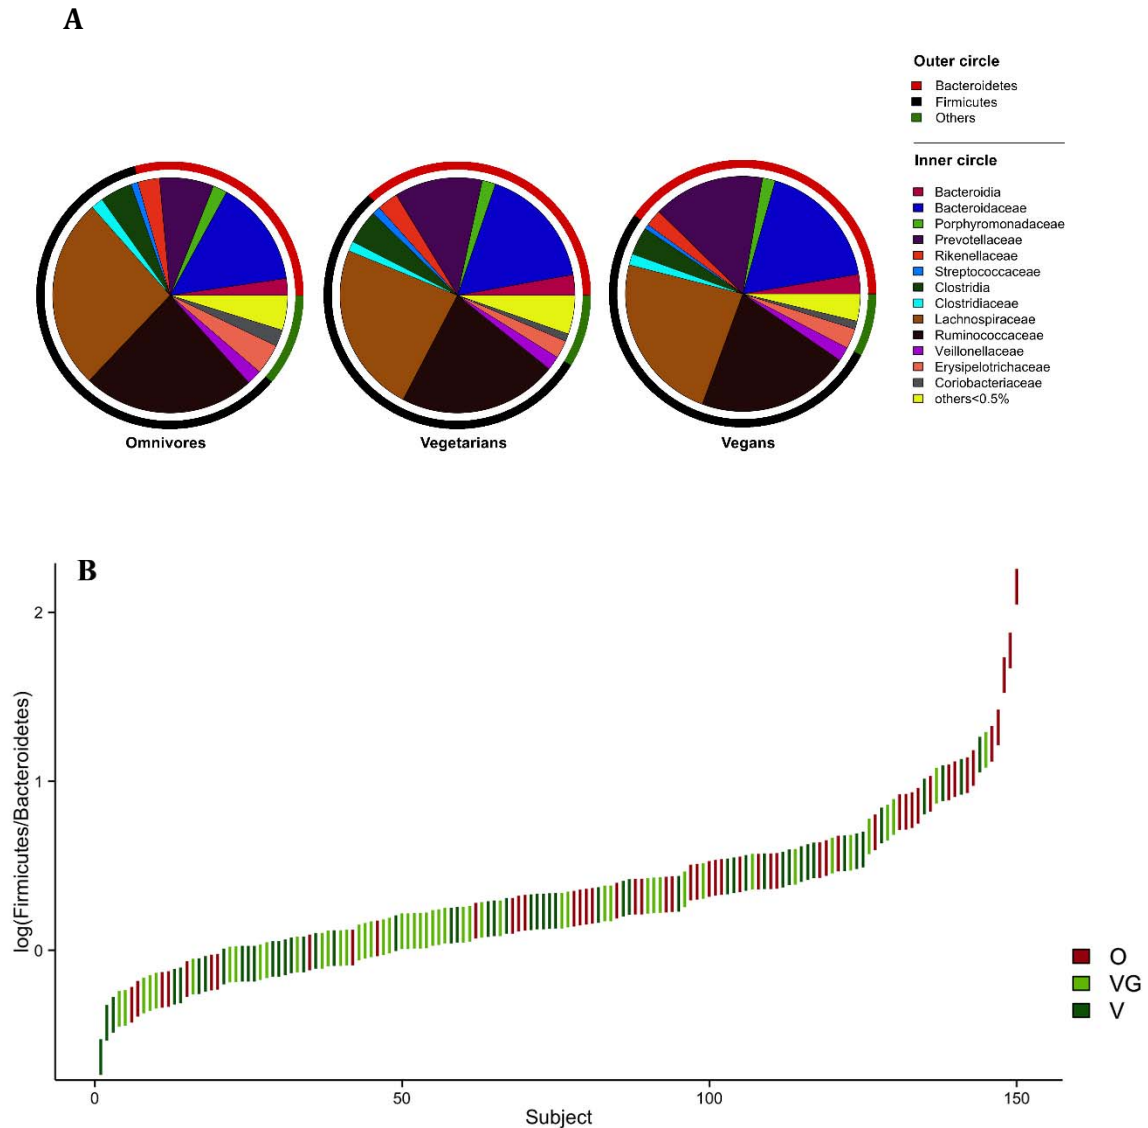 A
Outer circle
Bacteroidetes
Firmicutes
Others
Inner circle
Bacteroidia
Bacteroidaceae
Porphyromonadaceae
Prevotellaceae
Rikenellaceae
Streptococcaceae
Clostridia
Clostridiaceae
Lachnospiraceae
Ruminococcaceae
Veillonellaceae
Erysipelotrichaceae
Coriobacteriaceae
others<0.5%
Omnivores
Vegetarians
Vegans
B
log(Firmicutes/Bacteroidetes)
2
1
0
0
50
100
150
Subject
O
VG
V